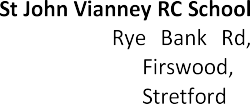 St John Vianney RC School
Rye Bank Rd,
Firswood,
Stretford